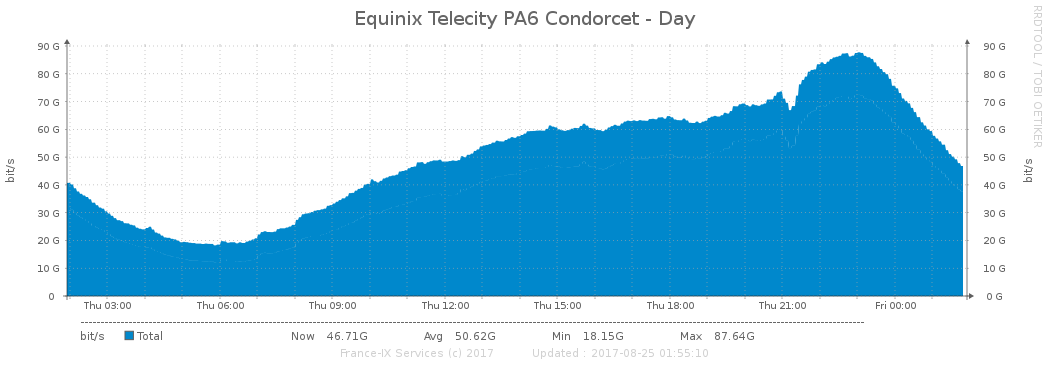 Equinix Telecity PA6 Condorcet - Day
RRDTOOL / TOBI OETIKER
bit/s
90 G 90 G
80 G 80 G
70 G 70 G
60 G 60 G
50 G 50 G
40 G 40 G
30 G 30 G
20 G 20 G
10 G 10 G
0 0 G
bit/s
Thu 03:00 Thu 06:00 Thu 09:00 Thu 12:00 Thu 15:00 Thu 18:00 Thu 21:00 Fri 00:00
bit/s Total Now 46.71G Avg 50.62G Min 18.15G Max 87.64G
France-IX Services (c) 2017 Updated : 2017-08-25 01:55:10